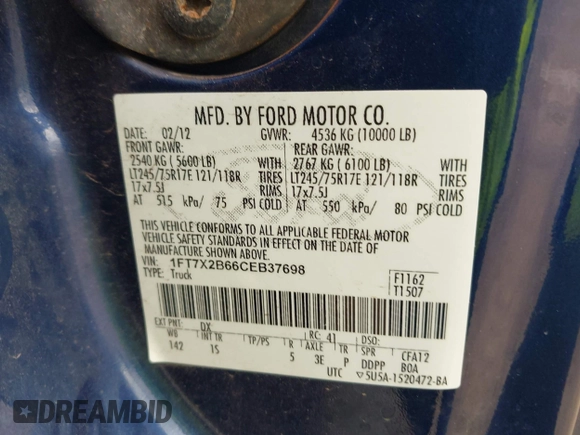 MFD. BY FORD MOTOR CO.
DATE: 02/12 GVWR: 4536 KG (10000 LB)
FRONT GAWR: REAR GAWR:
2540 KG ( 5600 LB) WITH 2767 KG ( 6100 LB) WITH
LT245/75R17E 121/118R TIRES LT245/75R17E 121/118R TIRES
17x7.5J RIMS 17x7.5J RIMS
AT 515 kPa/ 75 PSI COLD AT 550 kPa/ 80 PSI COLD
THIS VEHICLE CONFORMS TO ALL APPLICABLE FEDERAL MOTOR
VEHICLE SAFETY STANDARDS IN EFFECT ON THE DATE OF
MANUFACTURE SHOWN ABOVE.
VIN: 1FT7X2B66CEB37698
TYPE: Truck
F1162
T1507
EXT PNT: DX RC: 41 DSO:
WB INT TR TP/PS R AXLE TR SPR CFA12
142 15 5 3E P DDPP BOA
UTC 5U5A-1520472-BA
DREAMBID